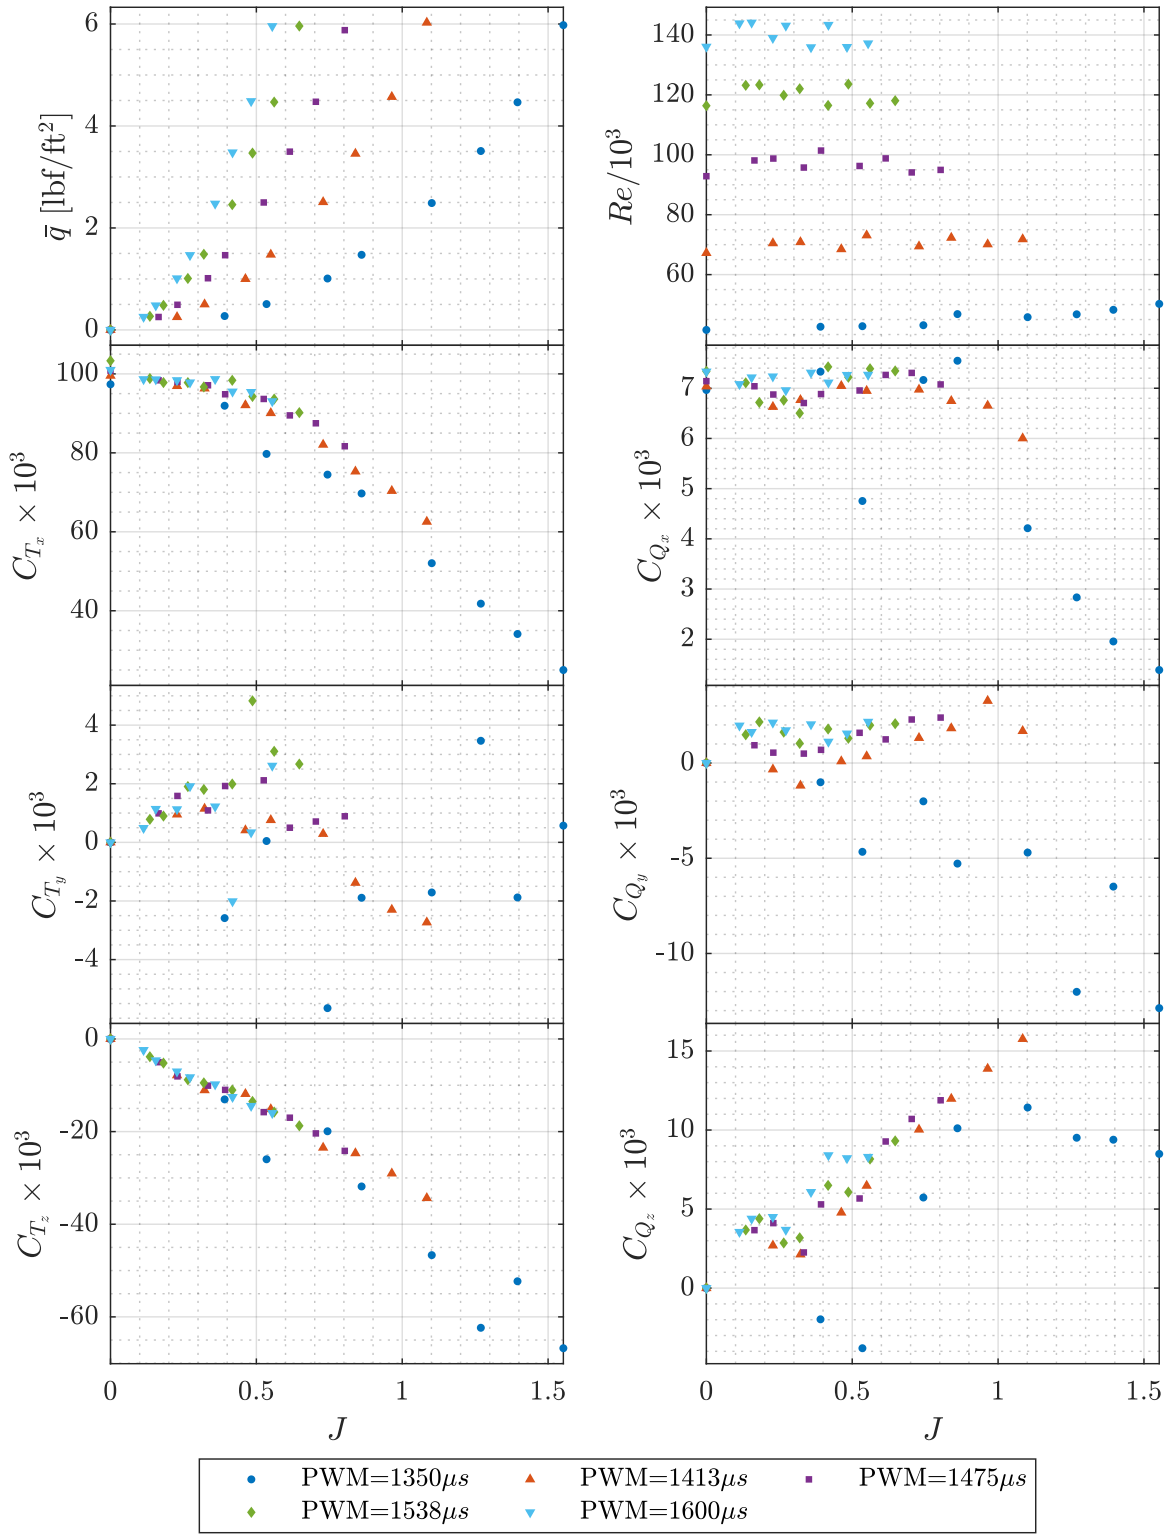 q̄ [lbf/ft²]
6
4
2
0
Re/10³
140
120
100
80
60
C_{T_x} × 10³
100
80
60
40
C_{Q_x} × 10³
7
6
5
4
3
2
C_{T_y} × 10³
4
2
0
-2
-4
C_{Q_y} × 10³
0
-5
-10
C_{T_z} × 10³
0
-20
-40
-60
C_{Q_z} × 10³
15
10
5
0
0 0.5 1 1.5
J
0 0.5 1 1.5
J
PWM=1350μs PWM=1413μs PWM=1475μs
PWM=1538μs PWM=1600μs